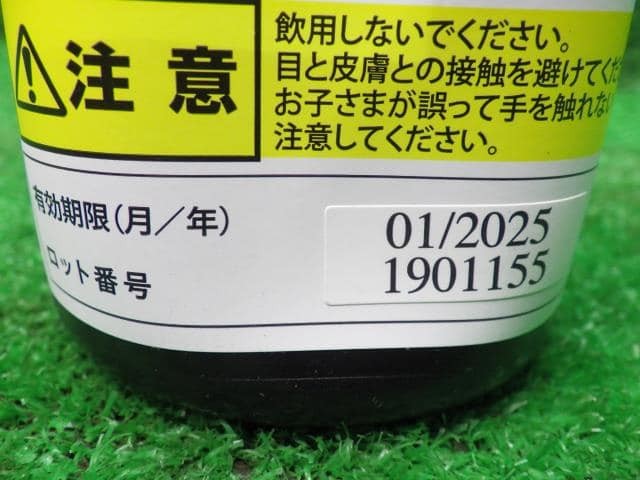 注意
飲用しないでください。
目と皮膚との接触を避けてくだ
お子さまが誤って手を触れない
注意してください。
有効期限(月/年)
01/2025
ロット番号
1901155